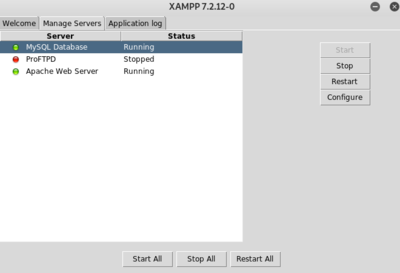 XAMPP 7.2.12-0
Welcome Manage Servers Application log
Server Status
MySQL Database Running
ProFTPD Stopped
Apache Web Server Running
Start
Stop
Restart
Configure
Start All Stop All Restart All